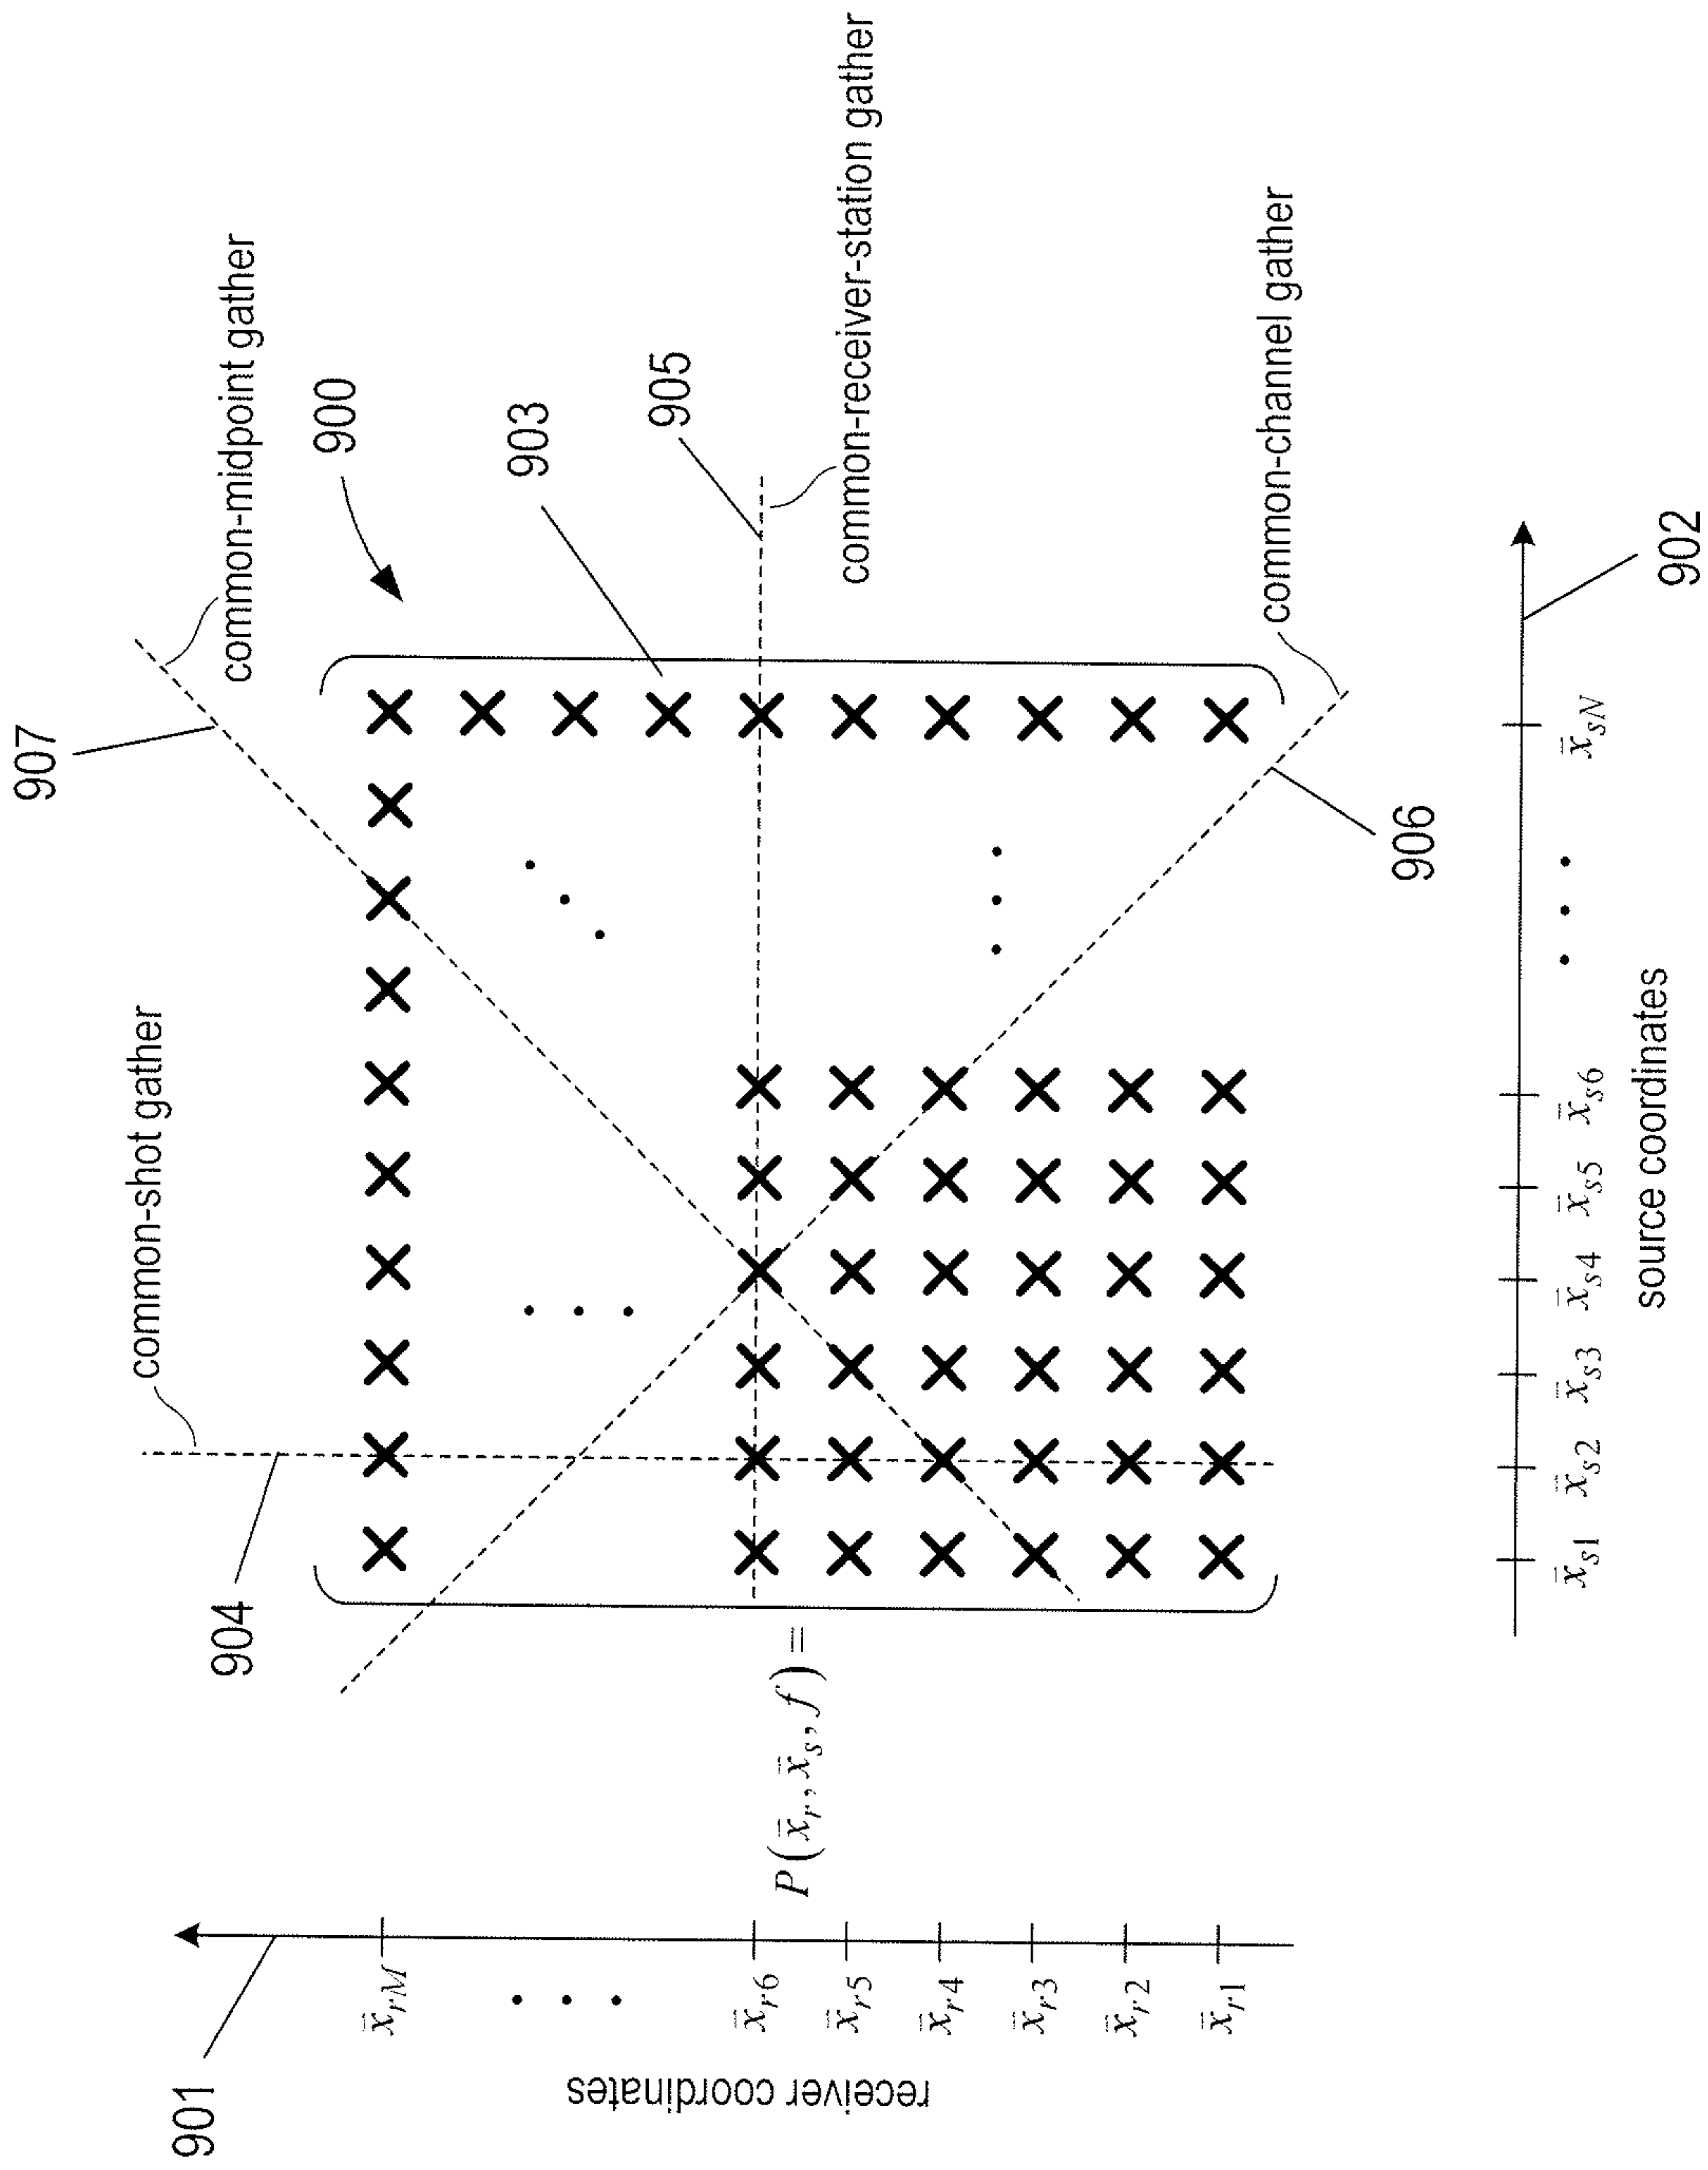 907
common-midpoint gather
common-shot gather
900
904
903
905
901
x̄rM
x̄r6
x̄r5
x̄r4
x̄r3
x̄r2
x̄r1
receiver coordinates
P(x̄r, x̄s, f) =
common-receiver-station gather
common-channel gather
906
902
x̄s1 x̄s2 x̄s3 x̄s4 x̄s5 x̄s6 x̄sN
source coordinates